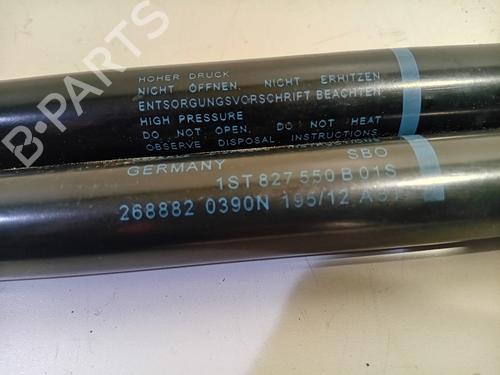 HOHER DRUCK
NICHT ÖFFNEN. NICHT ERHITZEN
ENTSORGUNGSVORSCHRIFT BEACHTEN
HIGH PRESSURE
DO NOT OPEN. DO NOT HEAT
OBSERVE DISPOSAL INSTRUCTIONS
GERMANY SBO
1ST 827 550 B 01S
268882 0390N 195/12
B-PARTS